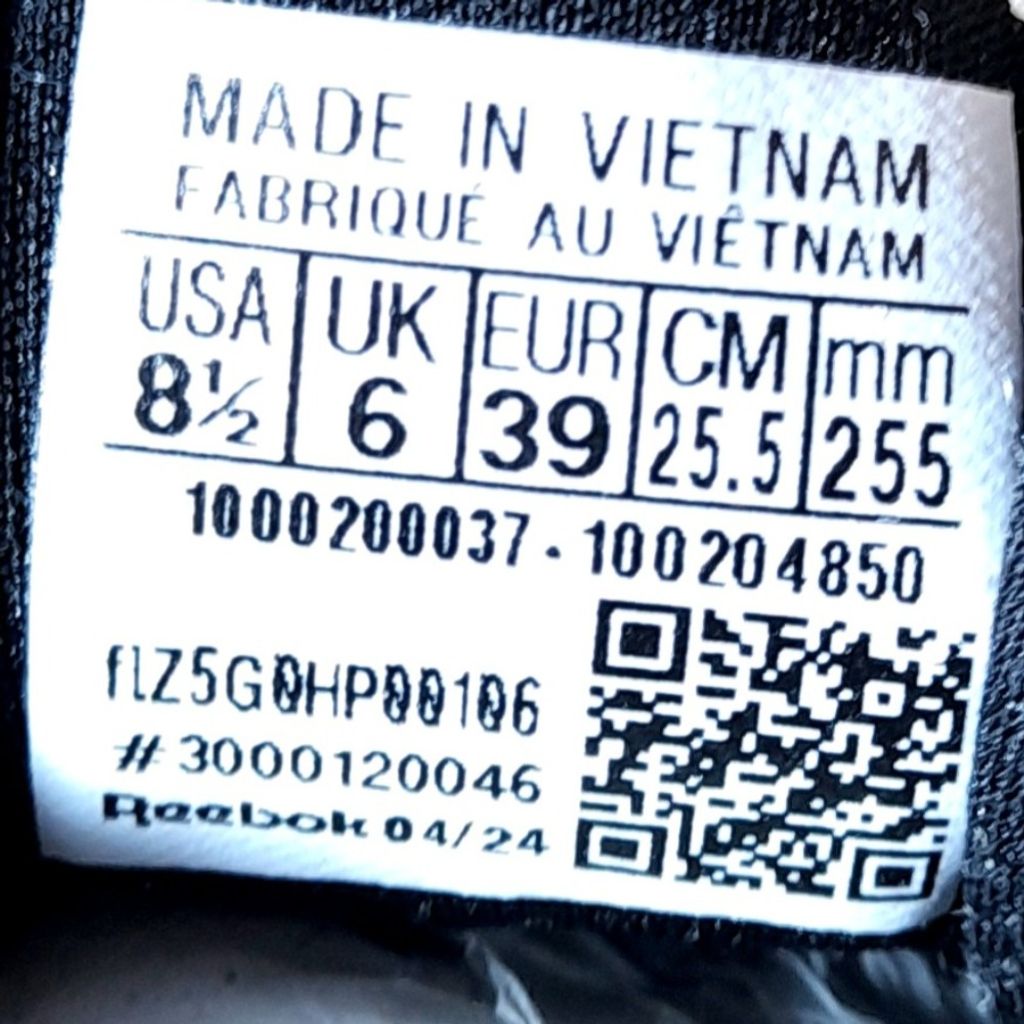 MADE IN VIETNAM
FABRIQUÉ AU VIÊTNAM
USA UK EUR CM mm
8½ 6 39 25.5 255
1000200037-100204850
flZ5G0HP00106
#3000120046
Reebok 04/24